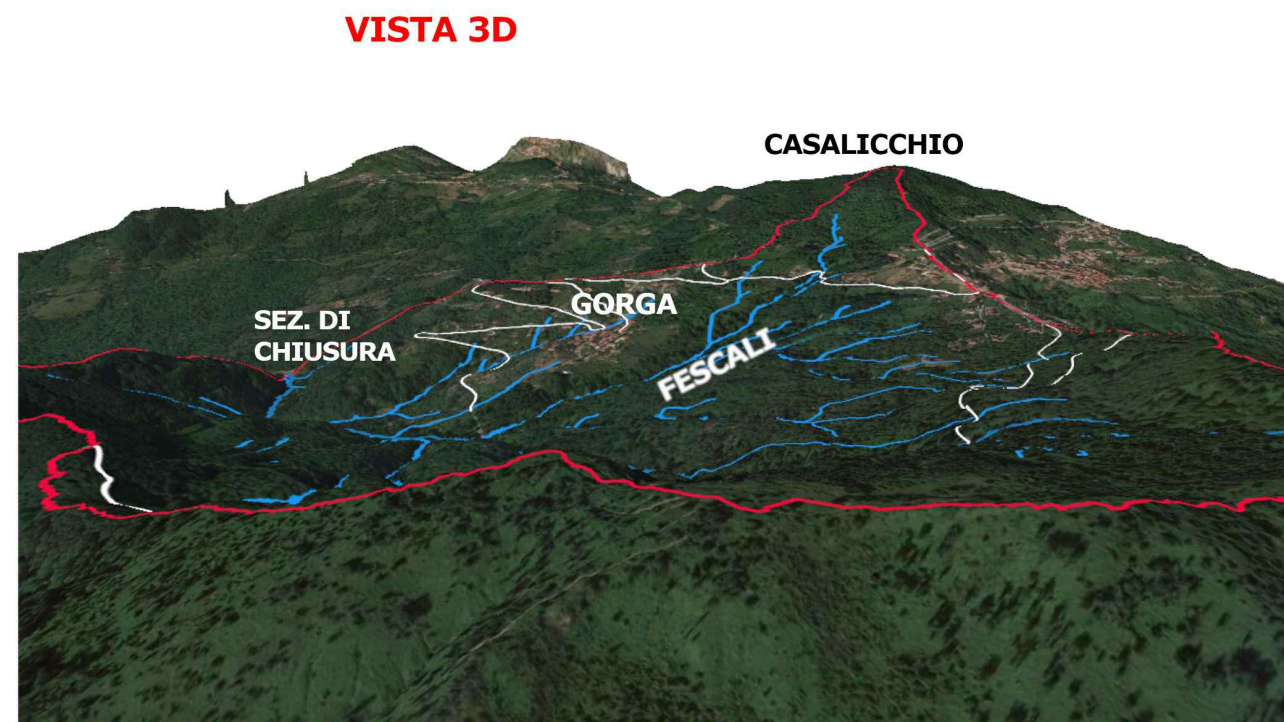 VISTA 3D
CASALICCHIO
GORGA
SEZ. DI
CHIUSURA
FESCALI